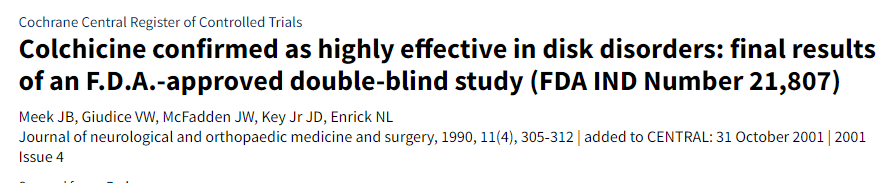 Cochrane Central Register of Controlled Trials
Colchicine confirmed as highly effective in disk disorders: final results
of an F.D.A.-approved double-blind study (FDA IND Number 21,807)
Meek JB, Giudice VW, McFadden JW, Key Jr JD, Enrick NL
Journal of neurological and orthopaedic medicine and surgery, 1990, 11(4), 305-312 | added to CENTRAL: 31 October 2001 | 2001
Issue 4